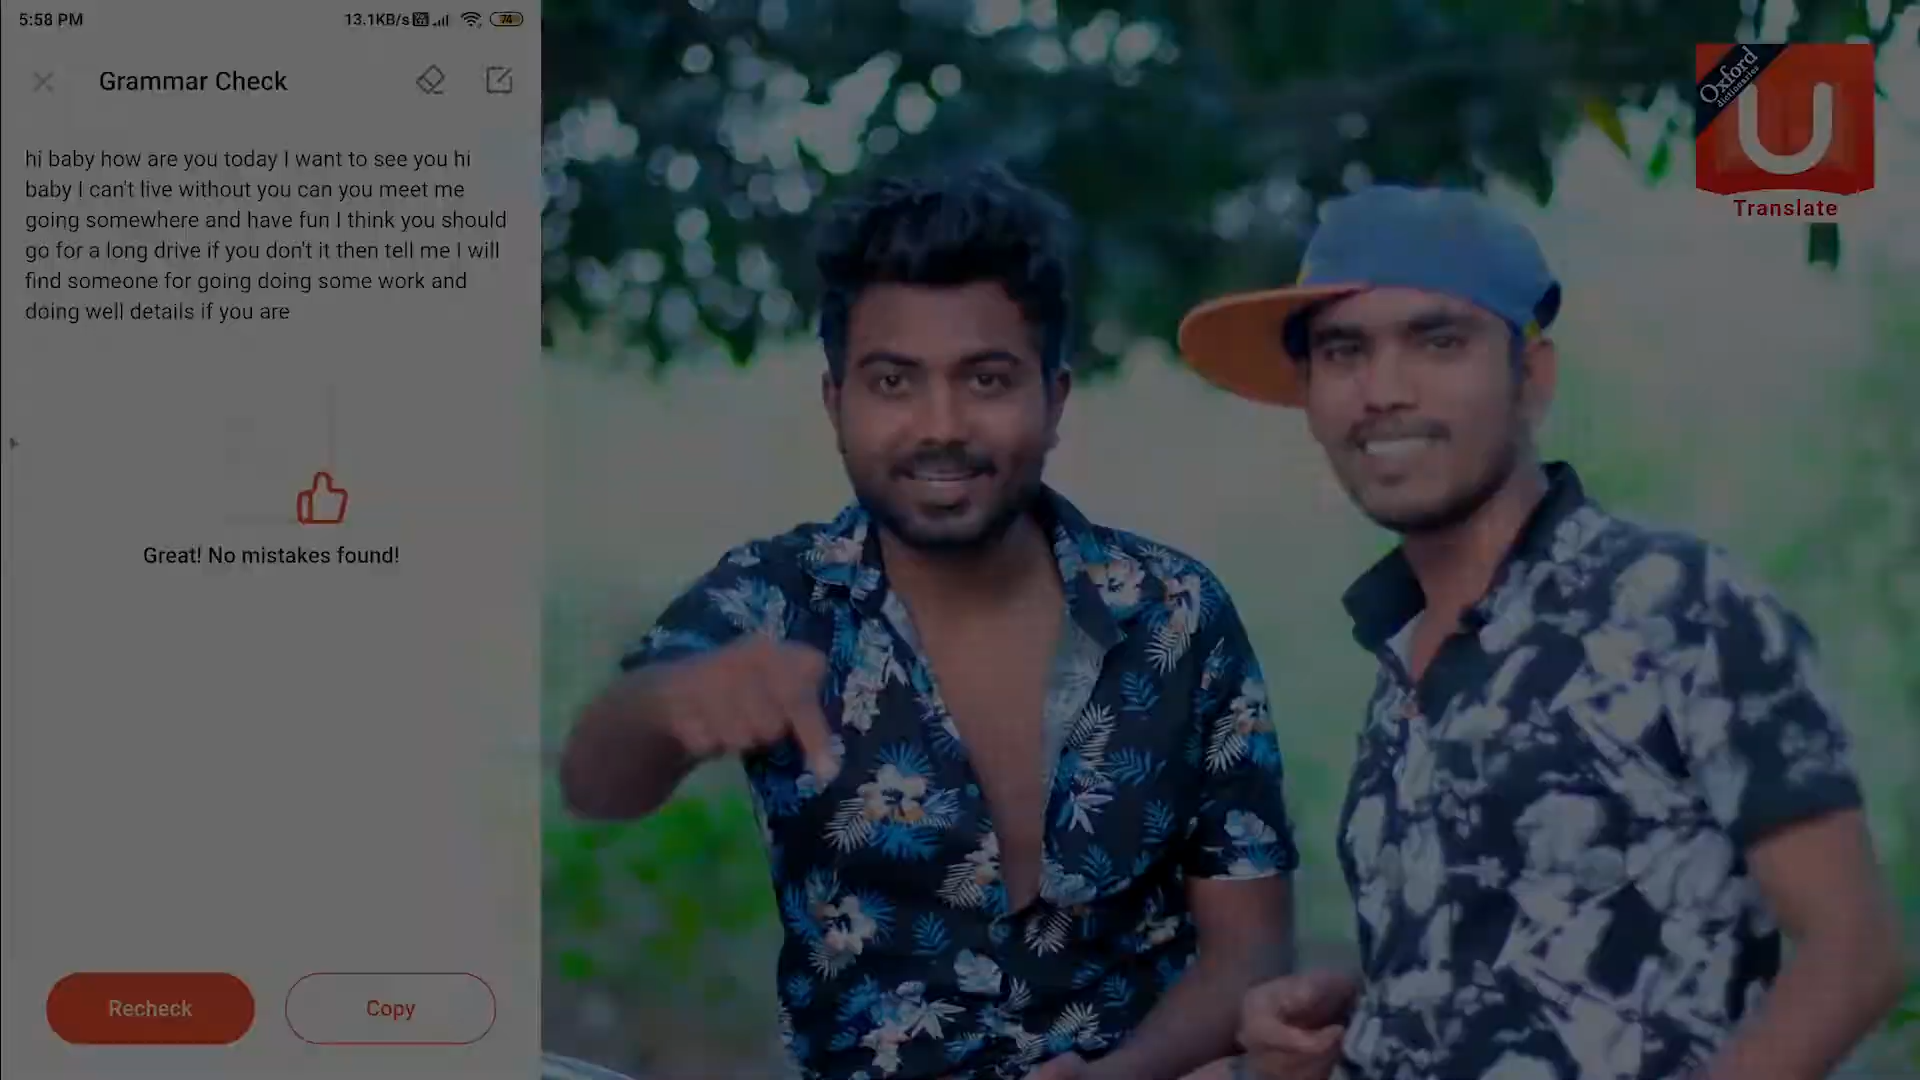 5:58 PM
13.1KB/s
74
Grammar Check
hi baby how are you today I want to see you hi
baby I can't live without you can you meet me
going somewhere and have fun I think you should
go for a long drive if you don't it then tell me I will
find someone for going doing some work and
doing well details if you are
Great! No mistakes found!
Recheck
Copy
Oxford
dictionaries
U
Translate